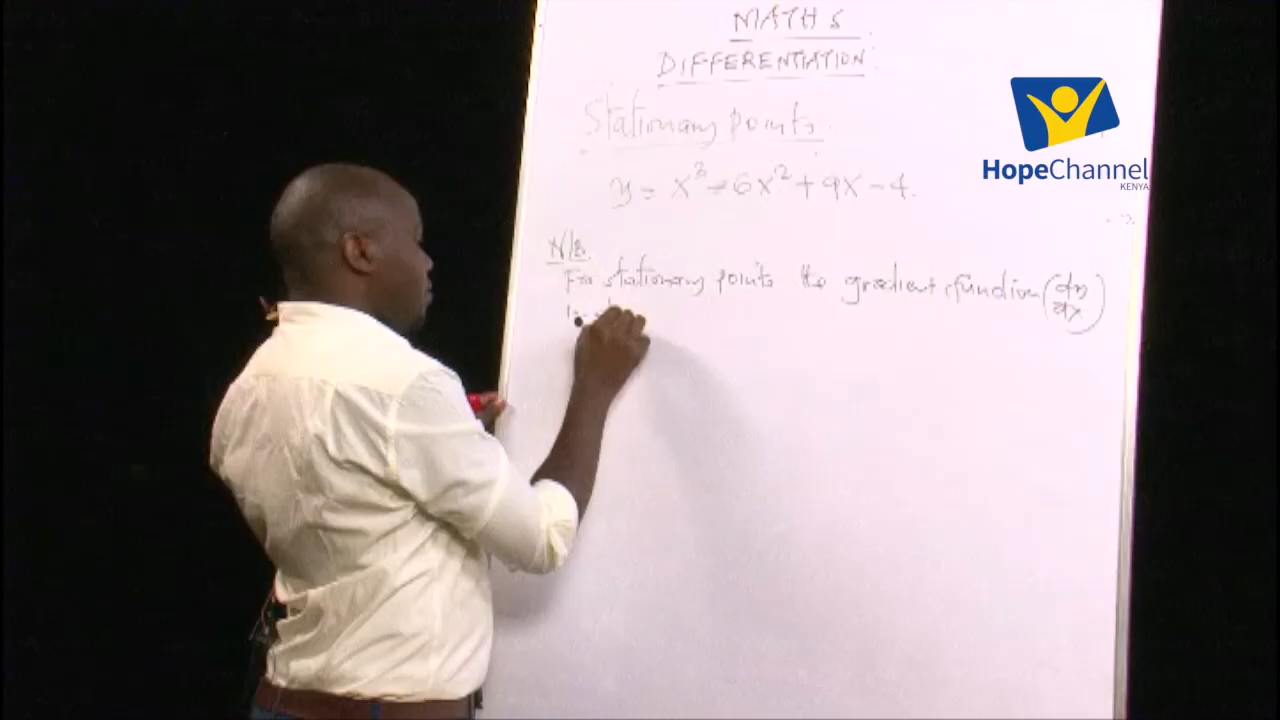 MATHS
DIFFERENTIATION
Stationary points.
y = x³ - 6x² + 9x - 4.
N/B.
For stationary points the gradient function (dy/dx)
HopeChannel
KENYA